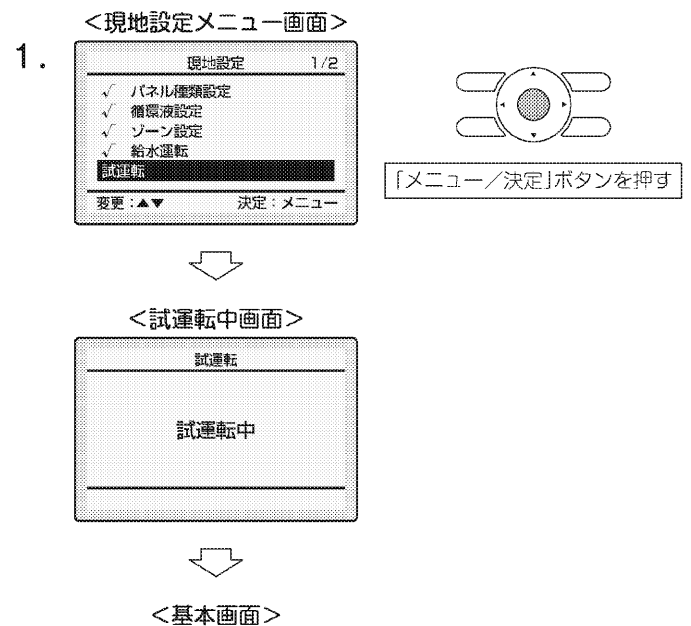 <現地設定メニュー画面>
1.
現地設定 1/2
√ パネル種類設定
√ 循環液設定
√ ゾーン設定
√ 給水運転
試運転
変更:▲▼ 決定:メニュー
「メニュー/決定」ボタンを押す
<試運転中画面>
試運転
試運転中
<基本画面>